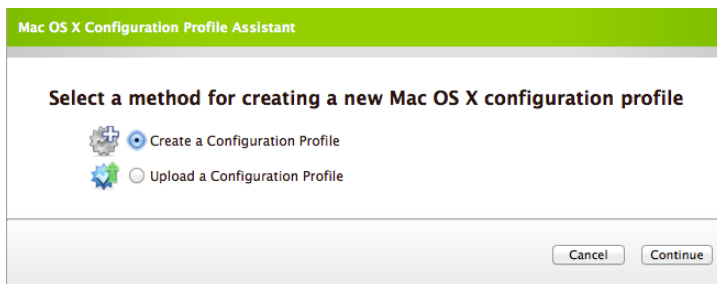 Mac OS X Configuration Profile Assistant
Select a method for creating a new Mac OS X configuration profile
Create a Configuration Profile
Upload a Configuration Profile
Cancel Continue